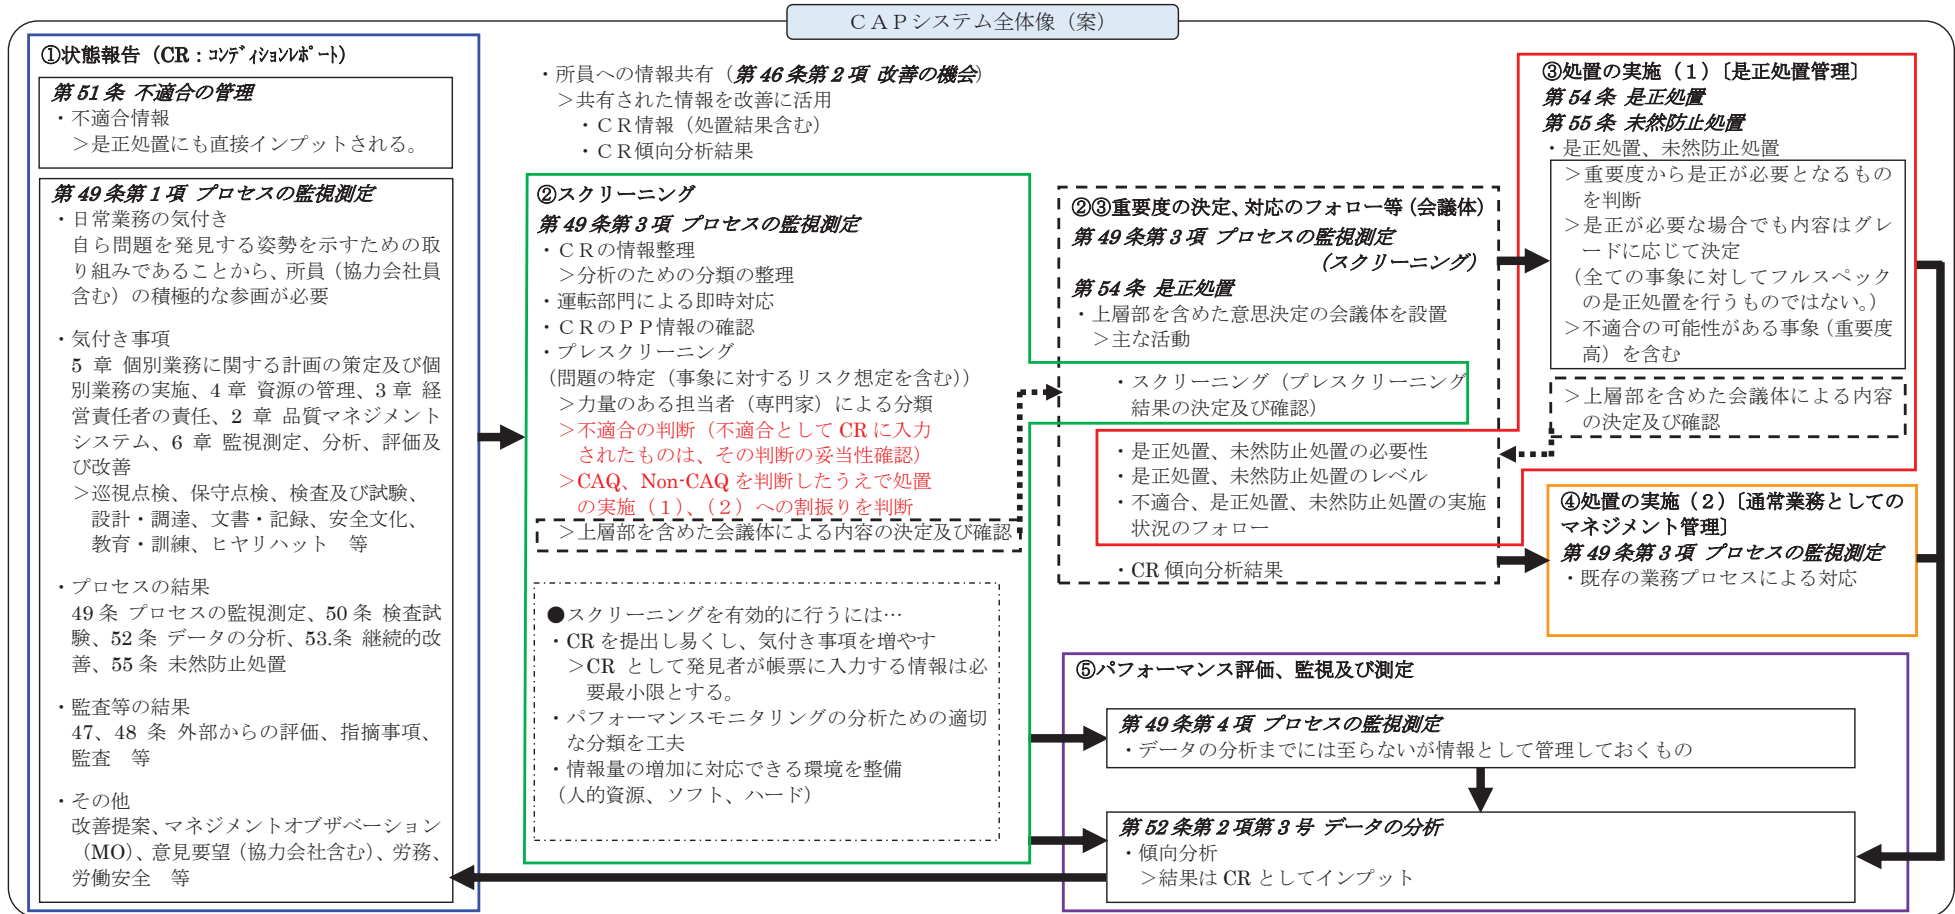 ＣＡＰシステム全体像（案）
①状態報告（CR：ｺﾝﾃﾞｨｼｮﾝﾚﾎﾟｰﾄ）
第51条 不適合の管理
・不適合情報
＞是正処置にも直接インプットされる。
第49条第1項 プロセスの監視測定
・日常業務の気付き
自ら問題を発見する姿勢を示すための取
り組みであることから、所員（協力会社員
含む）の積極的な参画が必要
・気付き事項
5 章 個別業務に関する計画の策定及び個
別業務の実施、4 章 資源の管理、3 章 経
営責任者の責任、2 章 品質マネジメント
システム、6 章 監視測定、分析、評価及
び改善
＞巡視点検、保守点検、検査及び試験、
設計・調達、文書・記録、安全文化、
教育・訓練、ヒヤリハット　等
・プロセスの結果
49 条 プロセスの監視測定、50 条 検査試
験、52 条 データの分析、53.条 継続的改
善、55 条 未然防止処置
・監査等の結果
47、48 条 外部からの評価、指摘事項、
監査　等
・その他
改善提案、マネジメントオブザベーション
（MO）、意見要望（協力会社含む）、労務、
労働安全　等
・所員への情報共有（第46条第2項 改善の機会）
＞共有された情報を改善に活用
・ＣＲ情報（処置結果含む）
・ＣＲ傾向分析結果
②スクリーニング
第49条第3項 プロセスの監視測定
・ＣＲの情報整理
＞分析のための分類の整理
・運転部門による即時対応
・ＣＲのＰＰ情報の確認
・プレスクリーニング
（問題の特定（事象に対するリスク想定を含む））
＞力量のある担当者（専門家）による分類
＞不適合の判断（不適合として CR に入力
されたものは、その判断の妥当性確認）
＞CAQ、Non-CAQ を判断したうえで処置
の実施（１）、（２）への割振りを判断
＞上層部を含めた会議体による内容の決定及び確認
●スクリーニングを有効的に行うには…
・CR を提出し易くし、気付き事項を増やす
＞CR として発見者が帳票に入力する情報は必
要最小限とする。
・パフォーマンスモニタリングの分析ための適切
な分類を工夫
・情報量の増加に対応できる環境を整備
（人的資源、ソフト、ハード）
②③重要度の決定、対応のフォロー等（会議体）
第49条第3項 プロセスの監視測定
（スクリーニング）
第54条 是正処置
・上層部を含めた意思決定の会議体を設置
＞主な活動
・スクリーニング（プレスクリーニング
結果の決定及び確認）
・是正処置、未然防止処置の必要性
・是正処置、未然防止処置のレベル
・不適合、是正処置、未然防止処置の実施
状況のフォロー
・CR 傾向分析結果
③処置の実施（１）〔是正処置管理〕
第54条 是正処置
第55条 未然防止処置
・是正処置、未然防止処置
＞重要度から是正が必要となるもの
を判断
＞是正が必要な場合でも内容はグレ
ードに応じて決定
（全ての事象に対してフルスペック
の是正処置を行うものではない。）
＞不適合の可能性がある事象（重要度
高）を含む
＞上層部を含めた会議体による内容
の決定及び確認
④処置の実施（２）〔通常業務としての
マネジメント管理〕
第49条第3項 プロセスの監視測定
・既存の業務プロセスによる対応
⑤パフォーマンス評価、監視及び測定
第49条第4項 プロセスの監視測定
・データの分析までには至らないが情報として管理しておくもの
第52条第2項第3号 データの分析
・傾向分析
＞結果は CR としてインプット